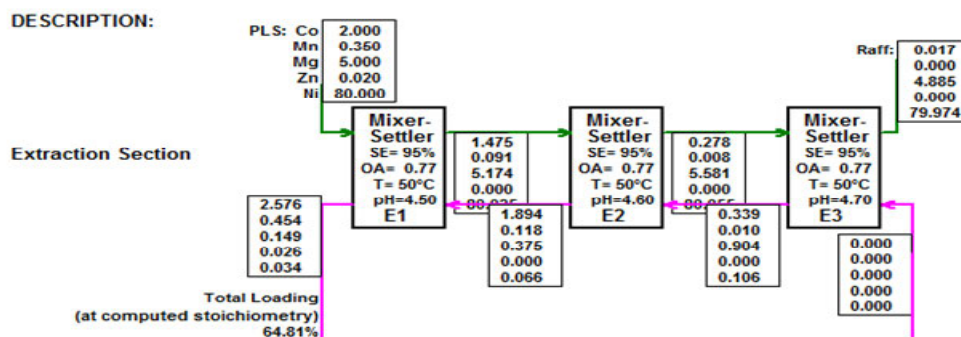 DESCRIPTION:
PLS: Co 2.000
Mn 0.350
Mg 5.000
Zn 0.020
Ni 80.000
Raff: 0.017
0.000
4.885
0.000
79.974
Extraction Section
Mixer-
Settler
SE= 95%
OA= 0.77
T= 50°C
pH=4.50
E1
1.475
0.091
5.174
0.000
Mixer-
Settler
SE= 95%
OA= 0.77
T= 50°C
pH=4.60
E2
0.278
0.008
5.581
0.000
Mixer-
Settler
SE= 95%
OA= 0.77
T= 50°C
pH=4.70
E3
2.576
0.454
0.149
0.026
0.034
1.894
0.118
0.375
0.000
0.066
0.339
0.010
0.904
0.000
0.106
0.000
0.000
0.000
0.000
0.000
Total Loading
(at computed stoichiometry)
64.81%